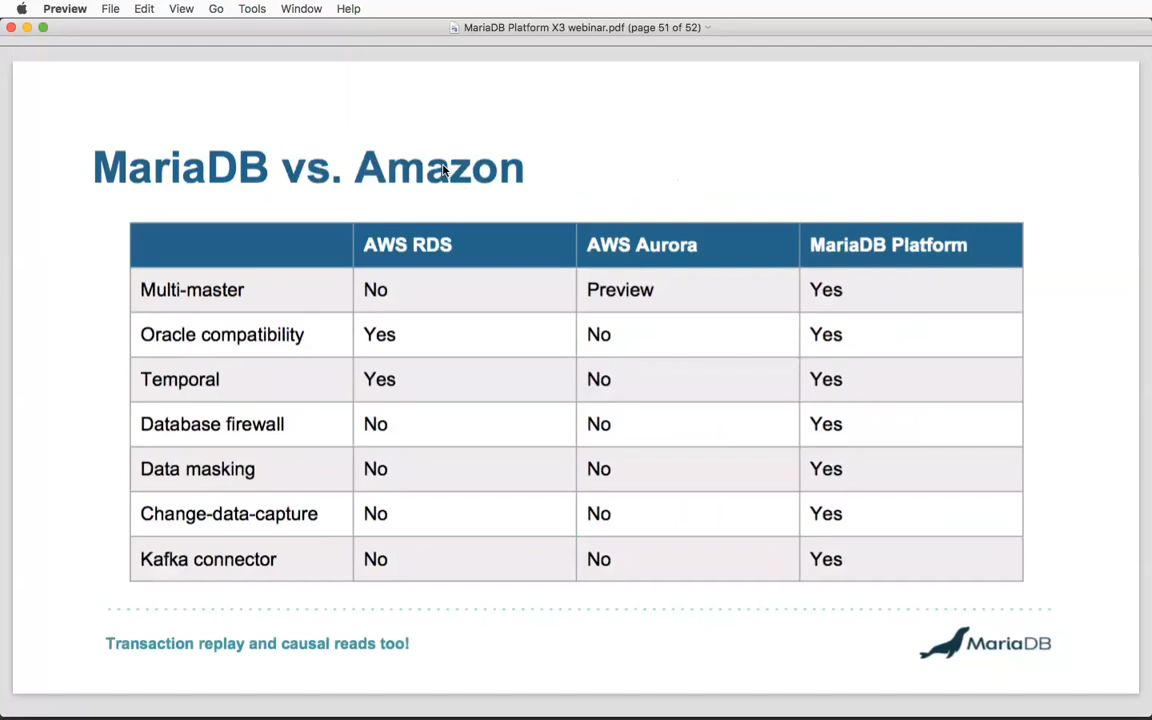 Preview File Edit View Go Tools Window Help
MariaDB Platform X3 webinar.pdf (page 51 of 52)
MariaDB vs. Amazon
AWS RDS AWS Aurora MariaDB Platform
Multi-master No Preview Yes
Oracle compatibility Yes No Yes
Temporal Yes No Yes
Database firewall No No Yes
Data masking No No Yes
Change-data-capture No No Yes
Kafka connector No No Yes
Transaction replay and causal reads too!
MariaDB